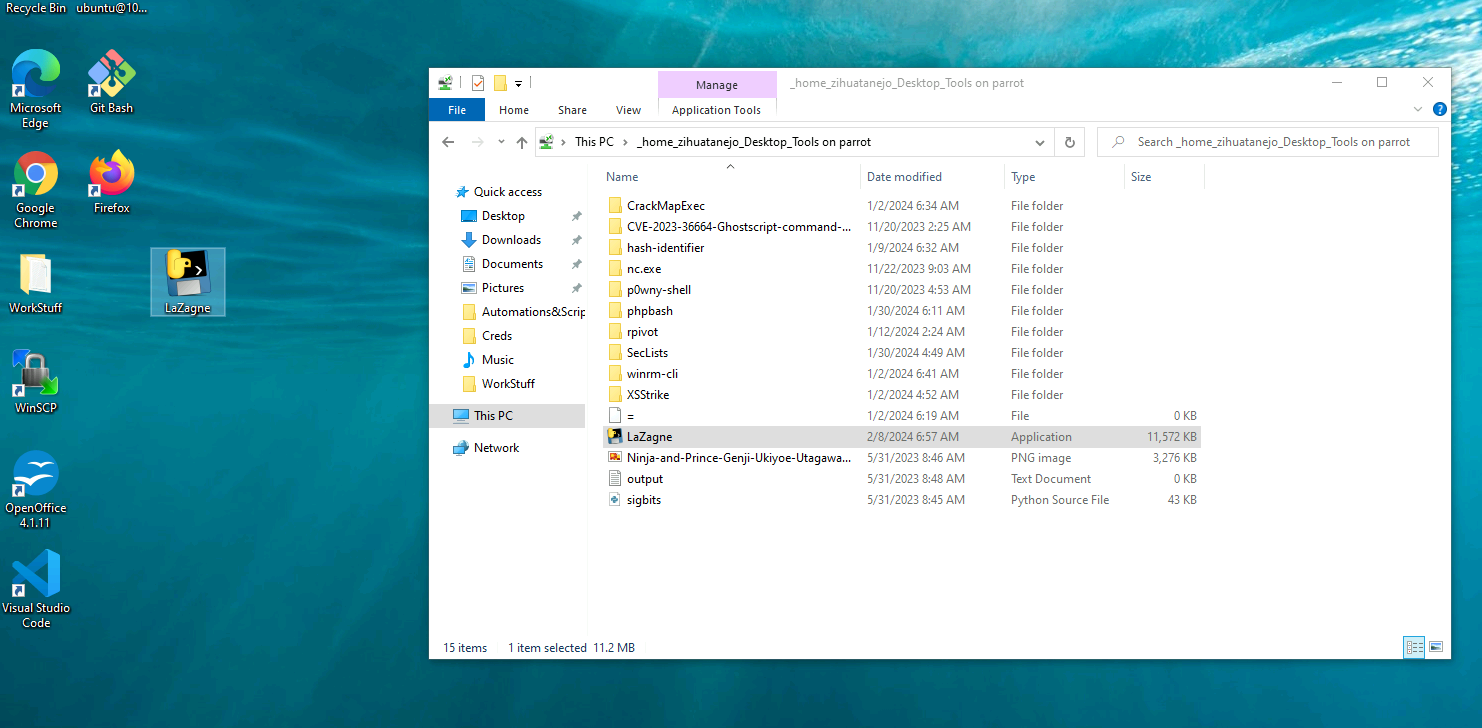 Recycle Bin
ubuntu@10...
Microsoft
Edge
Git Bash
Google
Chrome
Firefox
WorkStuff
LaZagne
WinSCP
OpenOffice
4.1.11
Visual Studio
Code
Manage
_home_zihuatanejo_Desktop_Tools on parrot
File
Home
Share
View
Application Tools
This PC
_home_zihuatanejo_Desktop_Tools on parrot
Search _home_zihuatanejo_Desktop_Tools on parrot
Quick access
Desktop
Downloads
Documents
Pictures
Automations&Scrip
Creds
Music
WorkStuff
This PC
Network
Name Date modified Type Size
CrackMapExec 1/2/2024 6:34 AM File folder
CVE-2023-36664-Ghostscript-command-... 11/20/2023 2:25 AM File folder
hash-identifier 1/9/2024 6:32 AM File folder
nc.exe 11/22/2023 9:03 AM File folder
p0wny-shell 11/20/2023 4:53 AM File folder
phpbash 1/30/2024 6:11 AM File folder
rpivot 1/12/2024 2:24 AM File folder
SecLists 1/30/2024 4:49 AM File folder
winrm-cli 1/2/2024 6:41 AM File folder
XSStrike 1/2/2024 4:52 AM File folder
= 1/2/2024 6:19 AM File 0 KB
LaZagne 2/8/2024 6:57 AM Application 11,572 KB
Ninja-and-Prince-Genji-Ukiyoe-Utagawa... 5/31/2023 8:46 AM PNG image 3,276 KB
output 5/31/2023 8:48 AM Text Document 0 KB
sigbits 5/31/2023 8:45 AM Python Source File 43 KB
15 items 1 item selected 11.2 MB